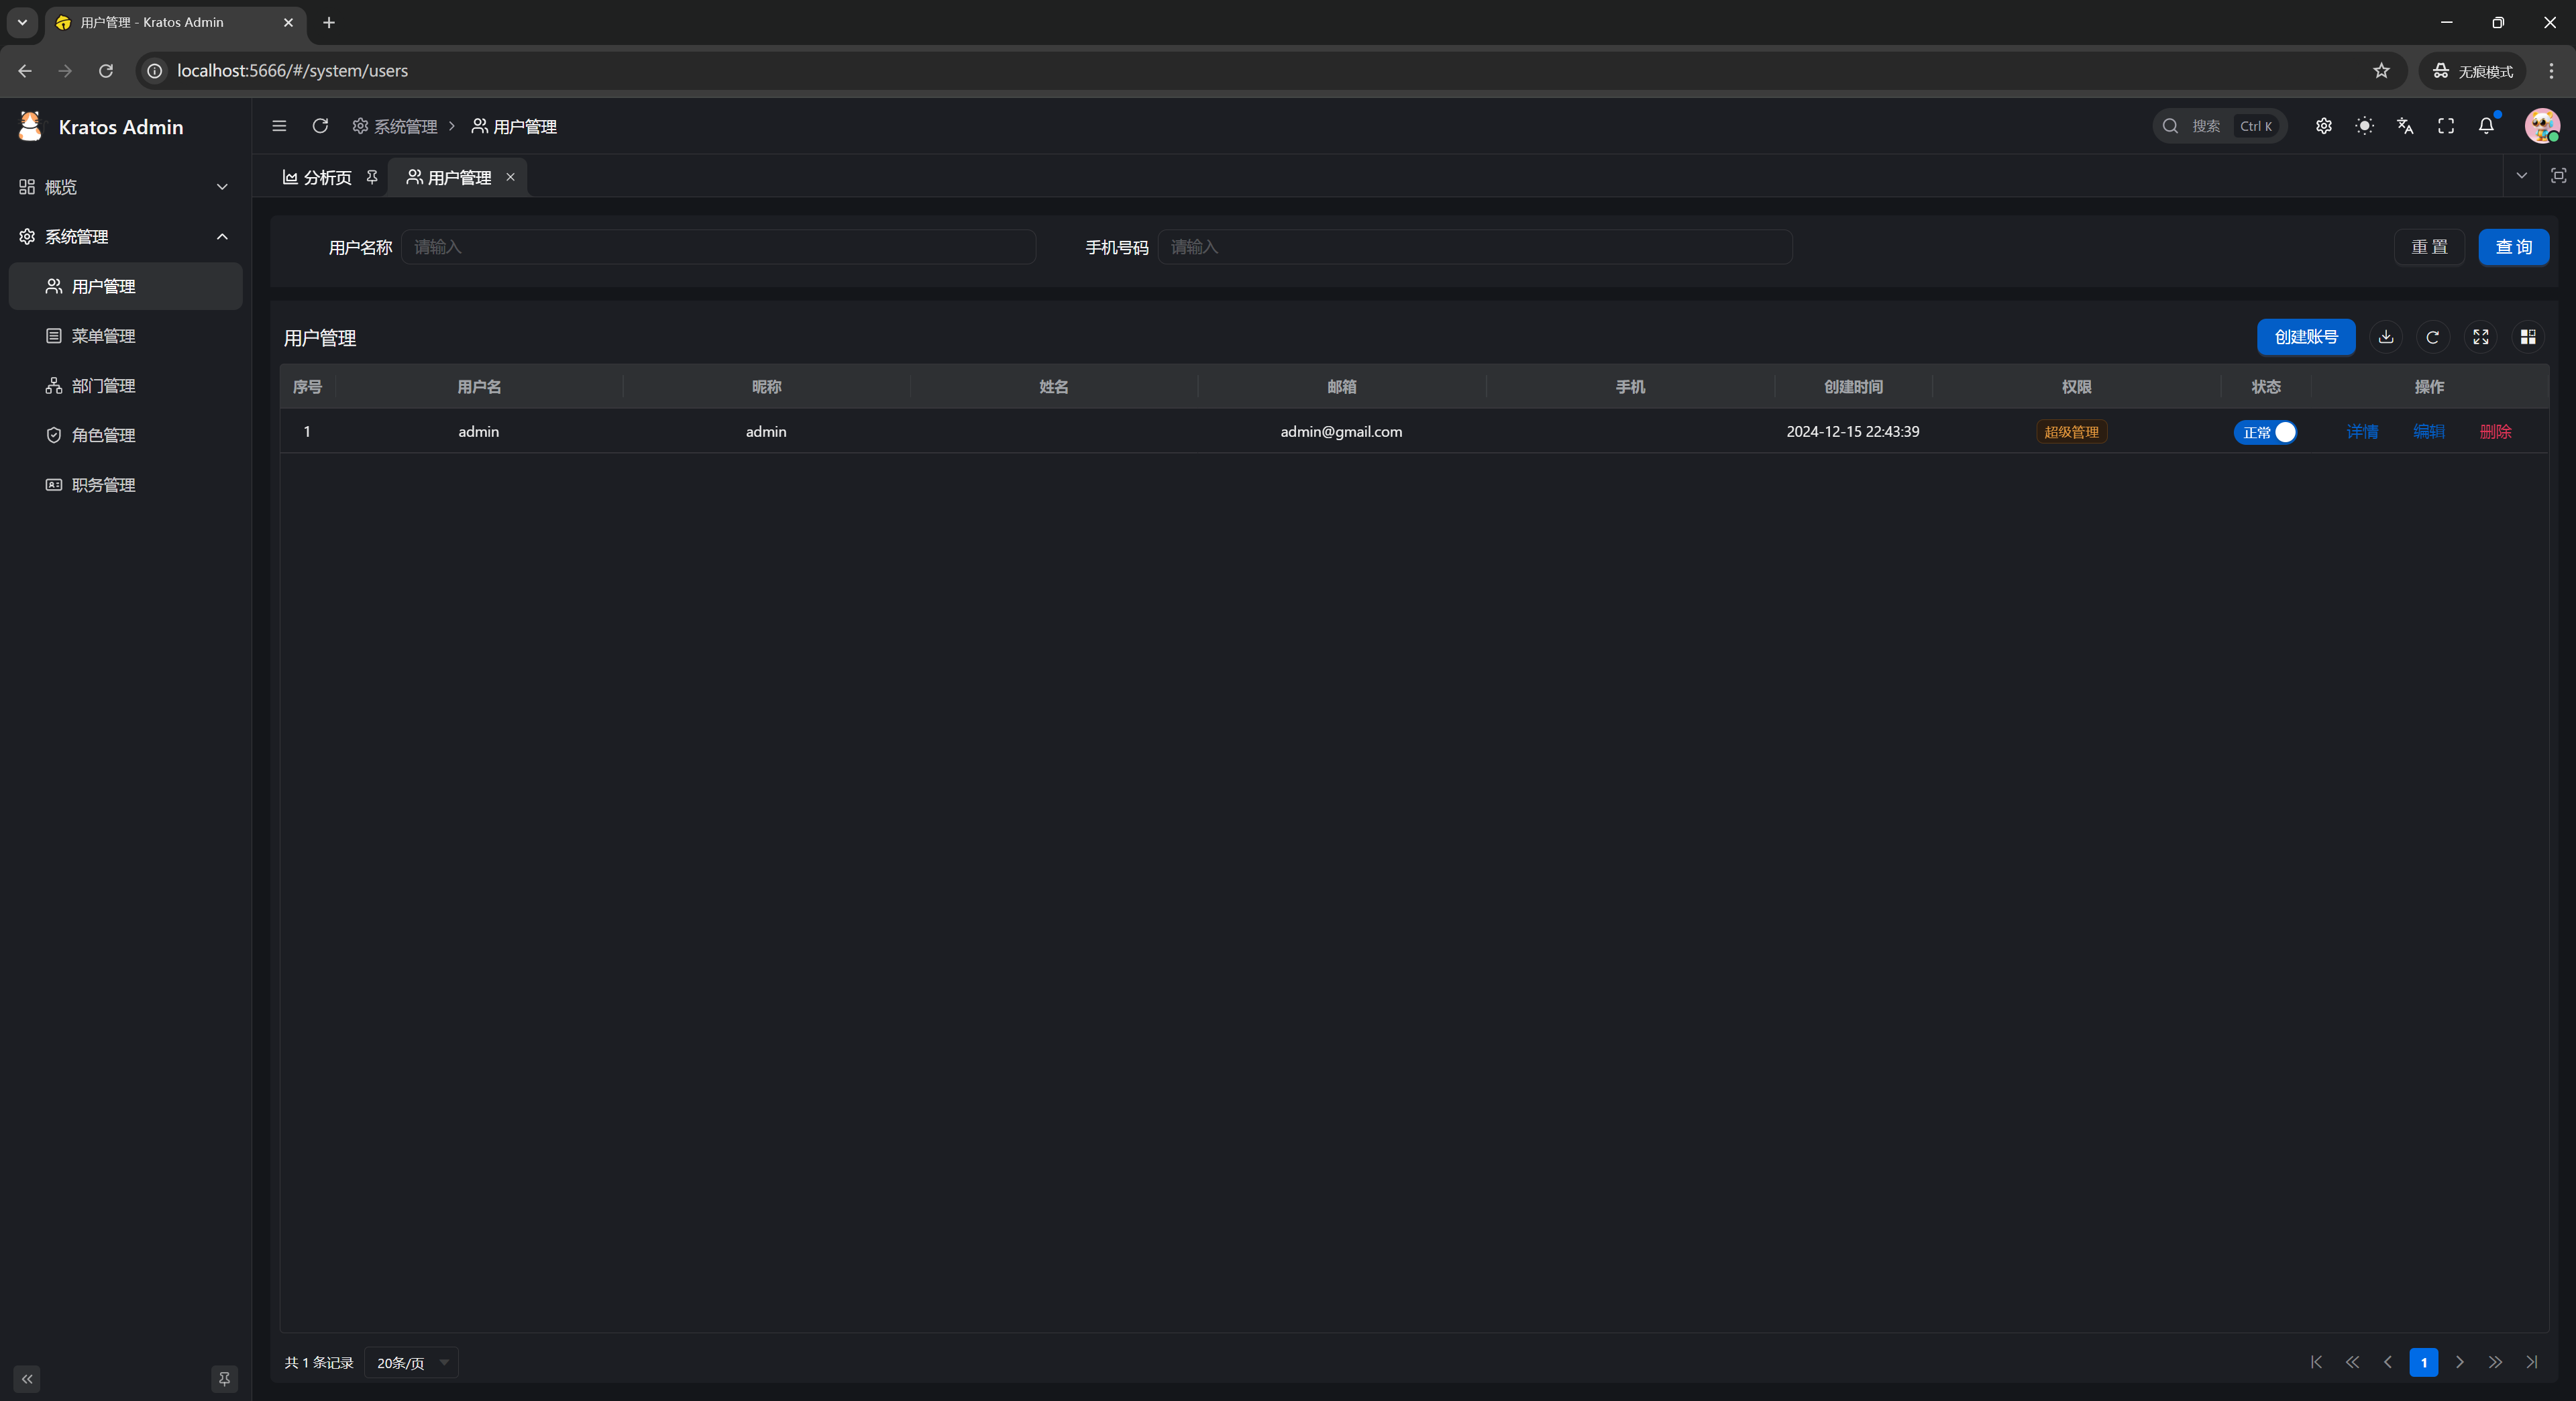 用户管理 - Kratos Admin
localhost:5666/#/system/users
无痕模式
Kratos Admin
系统管理
用户管理
搜索 Ctrl K
概览
系统管理
用户管理
菜单管理
部门管理
角色管理
职务管理
分析页
用户管理
用户名称 请输入
手机号码 请输入
重 置
查 询
用户管理
创建账号
序号 用户名 昵称 姓名 邮箱 手机 创建时间 权限 状态 操作
1 admin admin admin@gmail.com 2024-12-15 22:43:39 超级管理 正常 详情 编辑 删除
共 1 条记录 20条/页
1